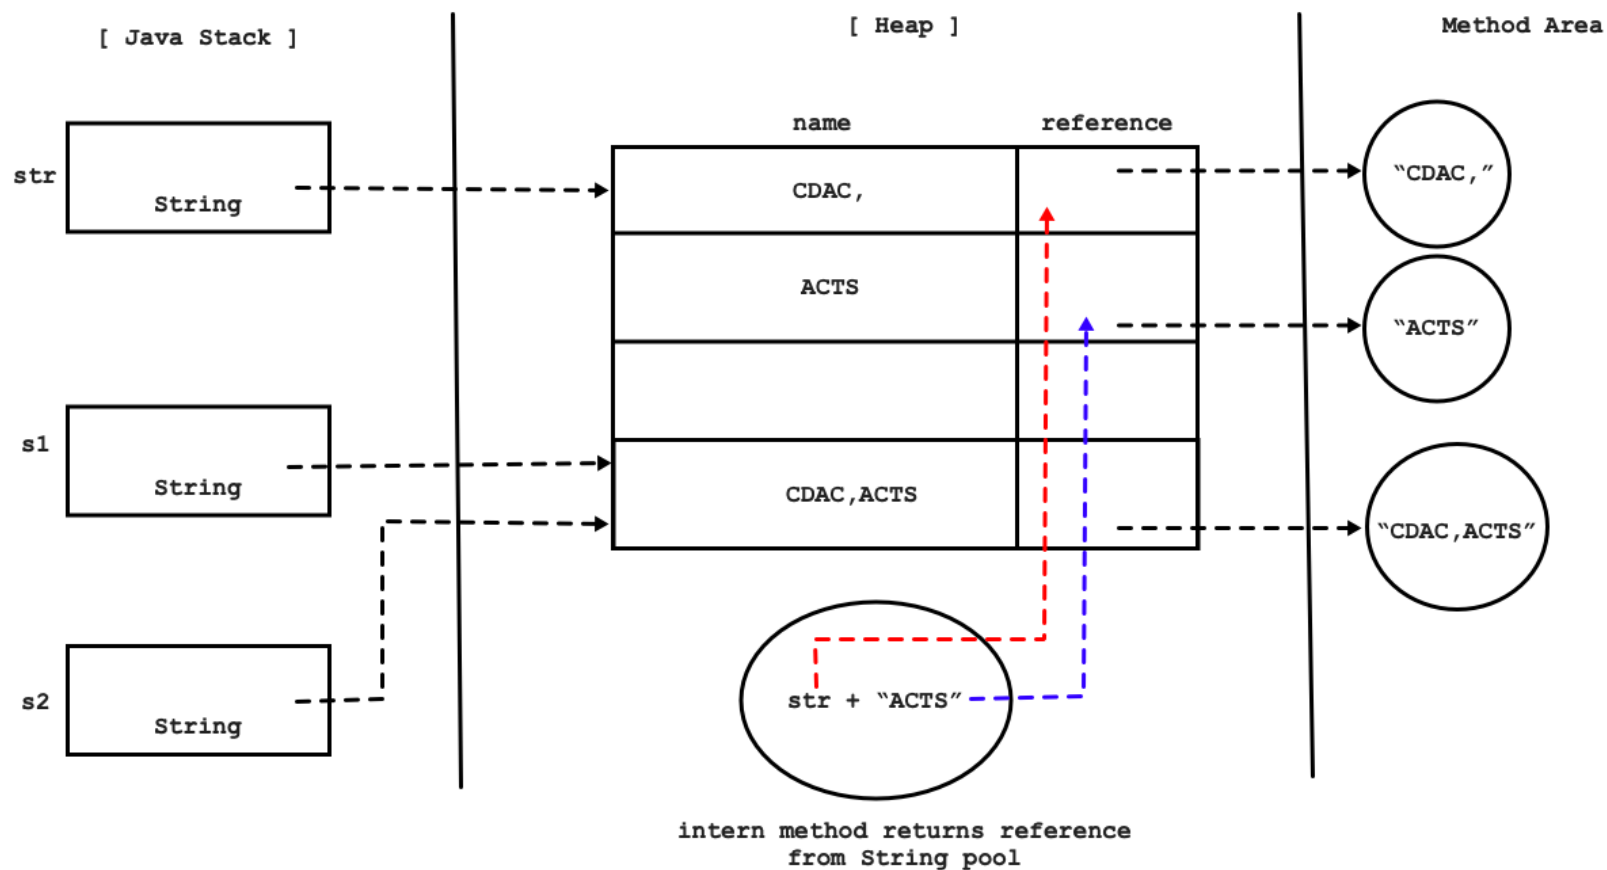 [ Java Stack ]
[ Heap ]
Method Area
name
reference
str
String
CDAC,
“CDAC,”
ACTS
“ACTS”
s1
String
CDAC,ACTS
“CDAC,ACTS”
s2
String
str + “ACTS”
intern method returns reference
from String pool